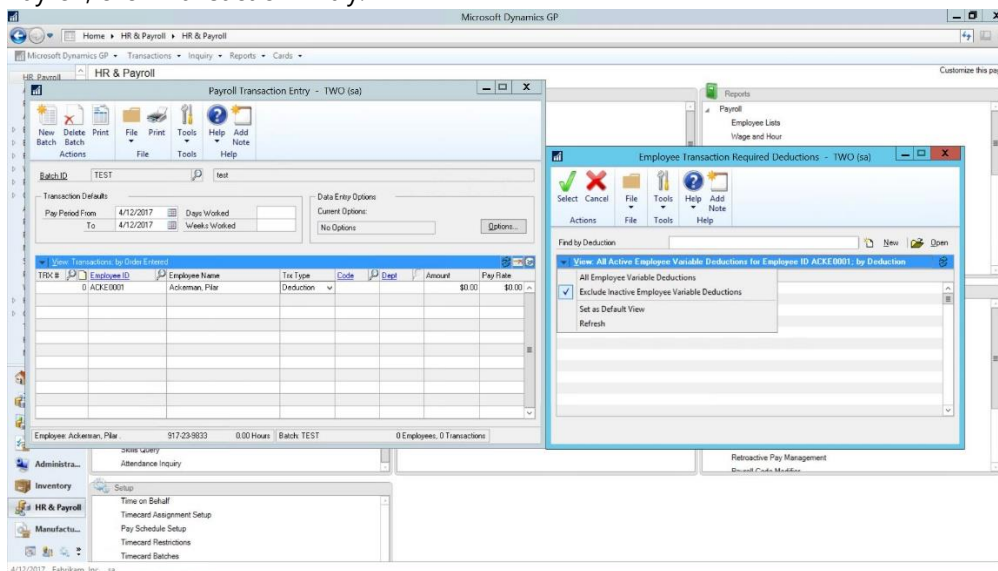 Microsoft Dynamics GP
Home HR & Payroll HR & Payroll
Microsoft Dynamics GP Transactions Inquiry Reports Cards
HR Payroll
HR & Payroll
Customize this pag
Payroll Transaction Entry - TWO (sa)
New Batch
Delete Batch
Print
File
Print
Tools
Help
Add Note
Actions File Tools Help
Batch ID TEST test
Transaction Defaults
Pay Period From 4/12/2017 Days Worked
To 4/12/2017 Weeks Worked
Data Entry Options
Current Options:
No Options
Options...
View: Transactions: by Order Entered
TRX # Employee ID Employee Name Trx Type Code Dept Amount Pay Rate
0 ACKE0001 Ackerman, Pilar Deduction $0.00 $0.00
Employee: Ackerman, Pilar . 917-23-9833 0.00 Hours Batch: TEST 0 Employees, 0 Transactions
Reports
Payroll
Employee Lists
Wage and Hour
Employee Transaction Required Deductions - TWO (sa)
Select
Cancel
File
Tools
Help
Add Note
Actions File Tools Help
Find by Deduction
New Open
View: All Active Employee Variable Deductions for Employee ID ACKE0001; by Deduction
All Employee Variable Deductions
Exclude Inactive Employee Variable Deductions
Set as Default View
Refresh
Skills Query
Attendance Inquiry
Retroactive Pay Management
Payroll Code Modifier
Administra...
Inventory
HR & Payroll
Manufactu...
Setup
Time on Behalf
Timecard Assignment Setup
Pay Schedule Setup
Timecard Restrictions
Timecard Batches
4/12/2017 Fabrikam, Inc. sa